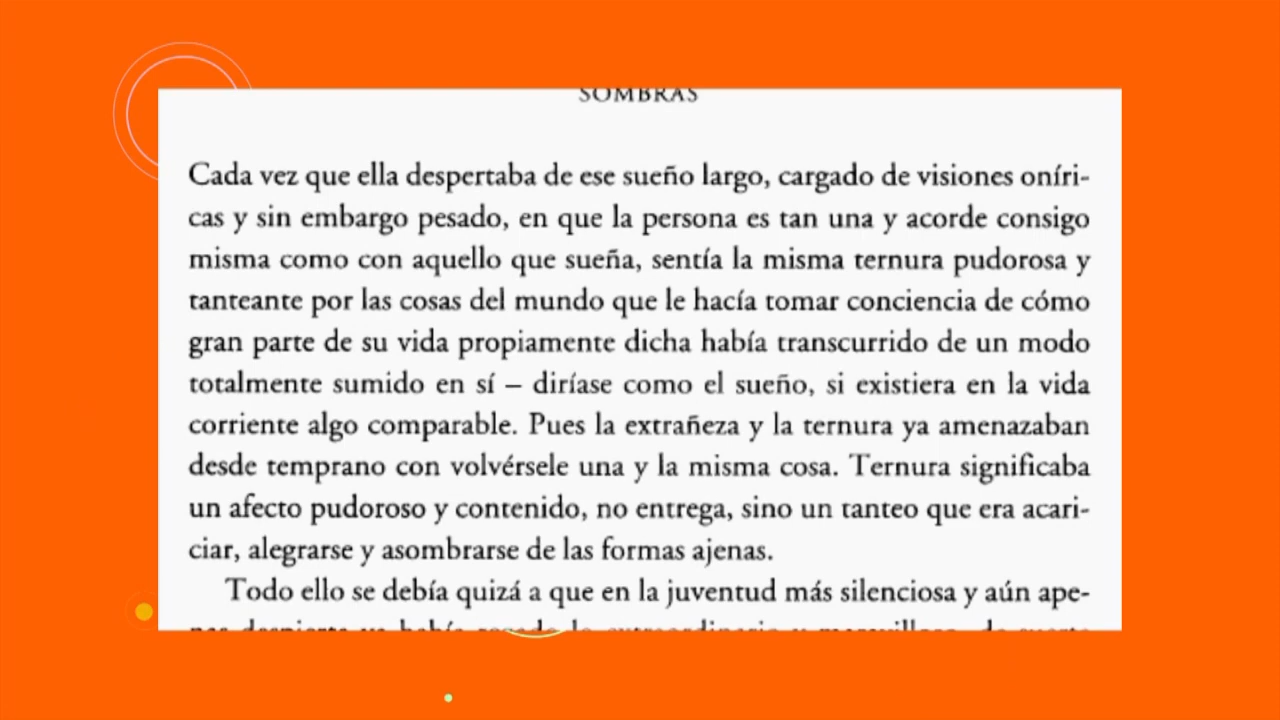 SOMBRAS
Cada vez que ella despertaba de ese sueño largo, cargado de visiones oníri-
cas y sin embargo pesado, en que la persona es tan una y acorde consigo
misma como con aquello que sueña, sentía la misma ternura pudorosa y
tanteante por las cosas del mundo que le hacía tomar conciencia de cómo
gran parte de su vida propiamente dicha había transcurrido de un modo
totalmente sumido en sí – diríase como el sueño, si existiera en la vida
corriente algo comparable. Pues la extrañeza y la ternura ya amenazaban
desde temprano con volvérsele una y la misma cosa. Ternura significaba
un afecto pudoroso y contenido, no entrega, sino un tanteo que era acari-
ciar, alegrarse y asombrarse de las formas ajenas.
Todo ello se debía quizá a que en la juventud más silenciosa y aún ape-